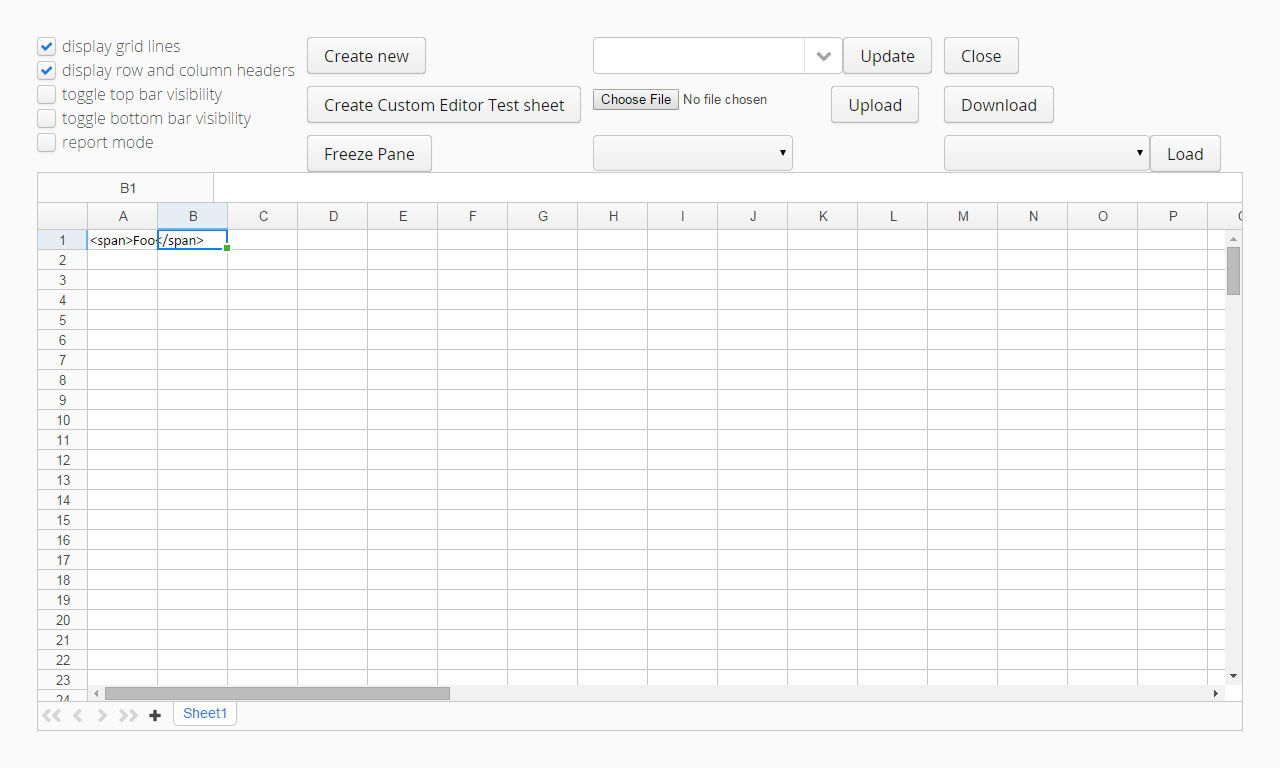 display grid lines
display row and column headers
toggle top bar visibility
toggle bottom bar visibility
report mode
Create new
Update
Close
Create Custom Editor Test sheet
Choose File No file chosen
Upload
Download
Freeze Pane
Load
B1
A B C D E F G H I J K L M N O P
1 <span>Foo</span>
2
3
4
5
6
7
8
9
10
11
12
13
14
15
16
17
18
19
20
21
22
23
24
Sheet1